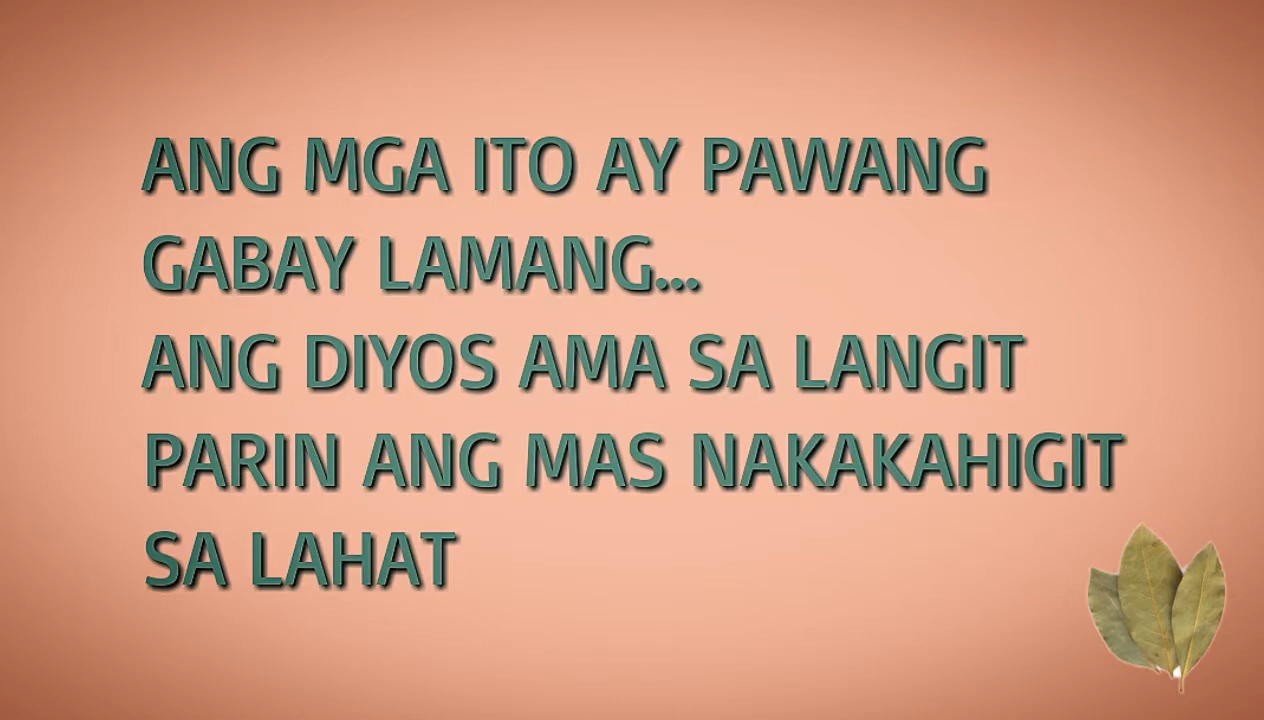 ANG MGA ITO AY PAWANG
GABAY LAMANG...
ANG DIYOS AMA SA LANGIT
PARIN ANG MAS NAKAKAHIGIT
SA LAHAT